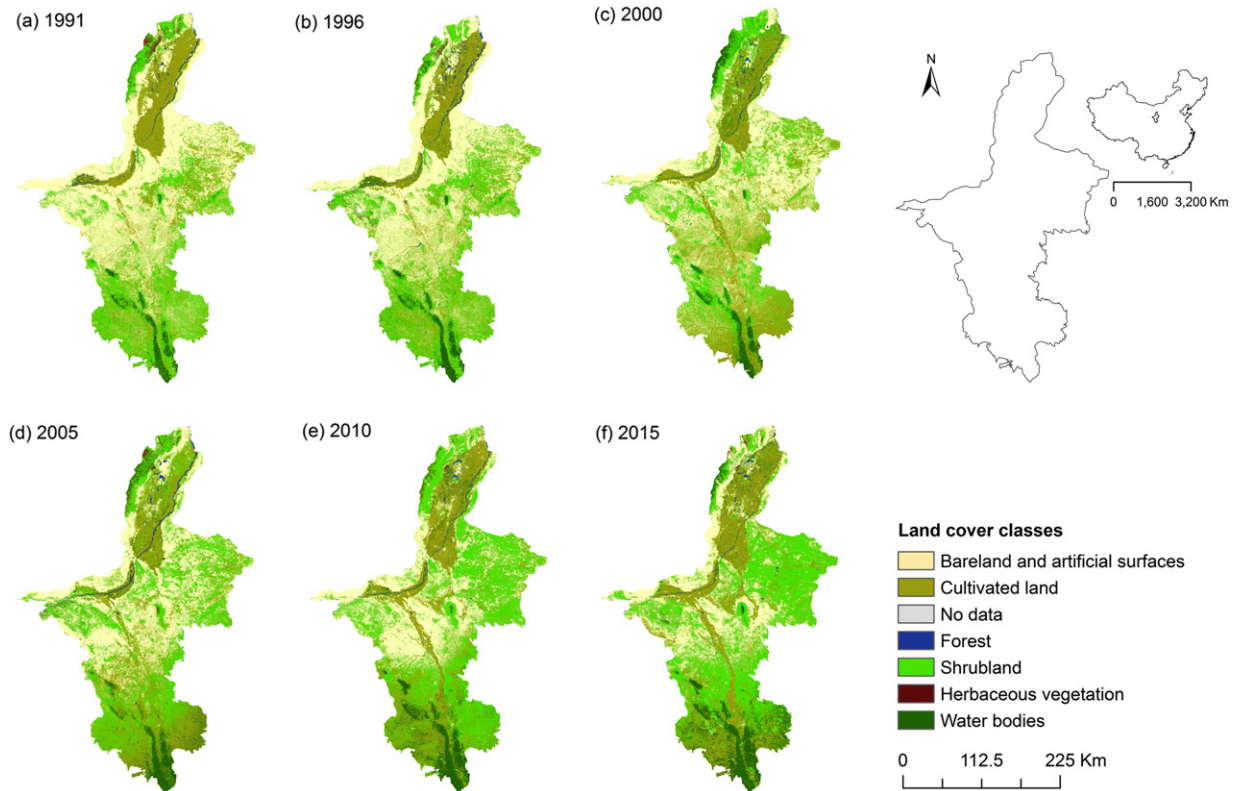 (a) 1991
(b) 1996
(c) 2000
N
0 1,600 3,200 Km
(d) 2005
(e) 2010
(f) 2015
Land cover classes
Bareland and artificial surfaces
Cultivated land
No data
Forest
Shrubland
Herbaceous vegetation
Water bodies
0 112.5 225 Km